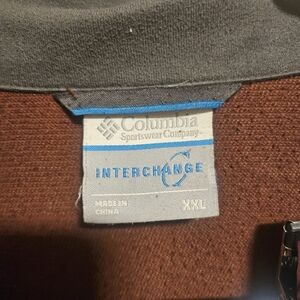 Columbia
Sportswear Company
INTERCHANGE
MADE IN
CHINA
XXL